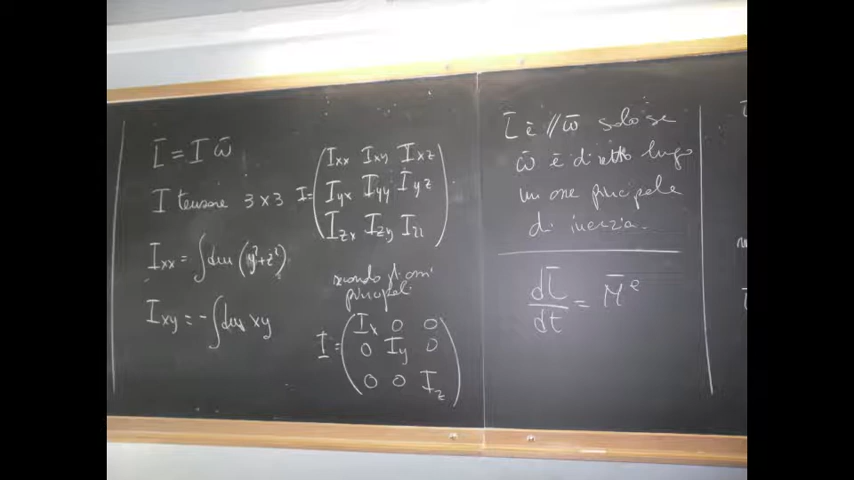 L̄ = I ω̄
I tensore 3 x 3 I = (Ixx Ixy Ixz
Iyx Iyy Iyz
Izx Izy Izz)
Ixx = ∫dm (y²+z²)
Ixy = -∫dm xy
secondo gli assi
principali
I = (Ix 0 0
0 Iy 0
0 0 Iz)
L̄ è // ω̄ solo se
ω̄ è diretto lungo
un asse principale
di inerzia.
dL̄/dt = M̄ᵉ